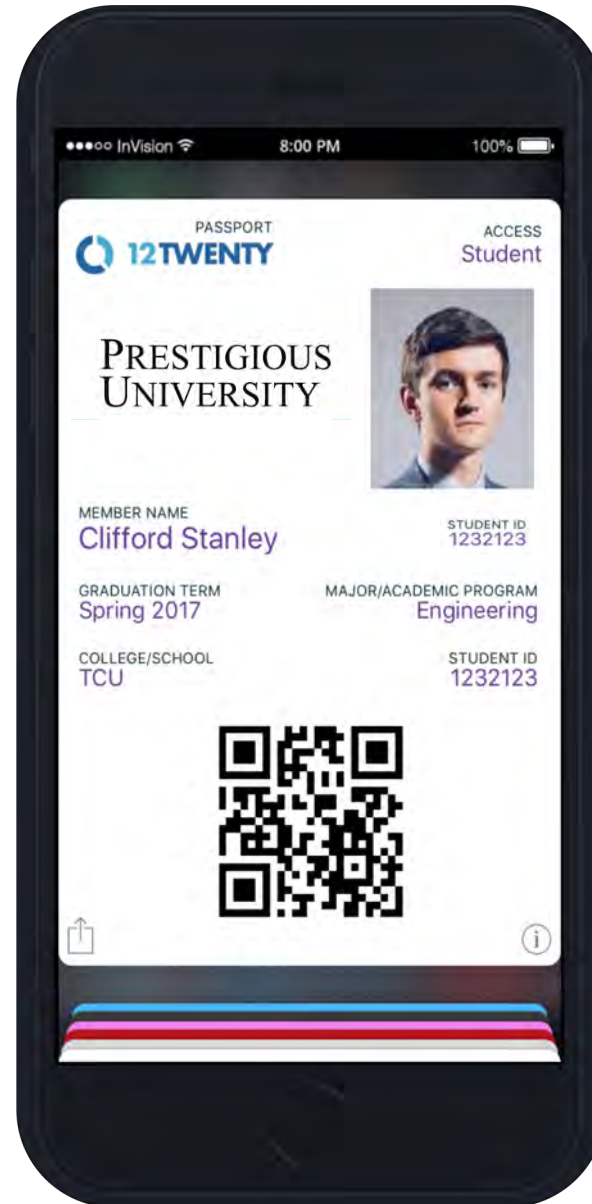 InVision 8:00 PM 100%
PASSPORT
12TWENTY
ACCESS
Student
PRESTIGIOUS
UNIVERSITY
MEMBER NAME
Clifford Stanley
STUDENT ID
1232123
GRADUATION TERM
Spring 2017
MAJOR/ACADEMIC PROGRAM
Engineering
COLLEGE/SCHOOL
TCU
STUDENT ID
1232123